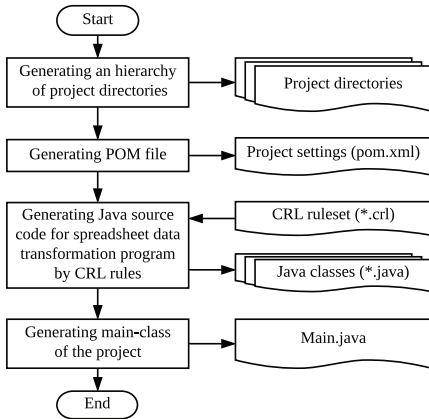 Start
Generating an hierarchy
of project directories
Project directories
Generating POM file
Project settings (pom.xml)
Generating Java source
code for spreadsheet data
transformation program
by CRL rules
CRL ruleset (*.crl)
Java classes (*.java)
Generating main-class
of the project
Main.java
End